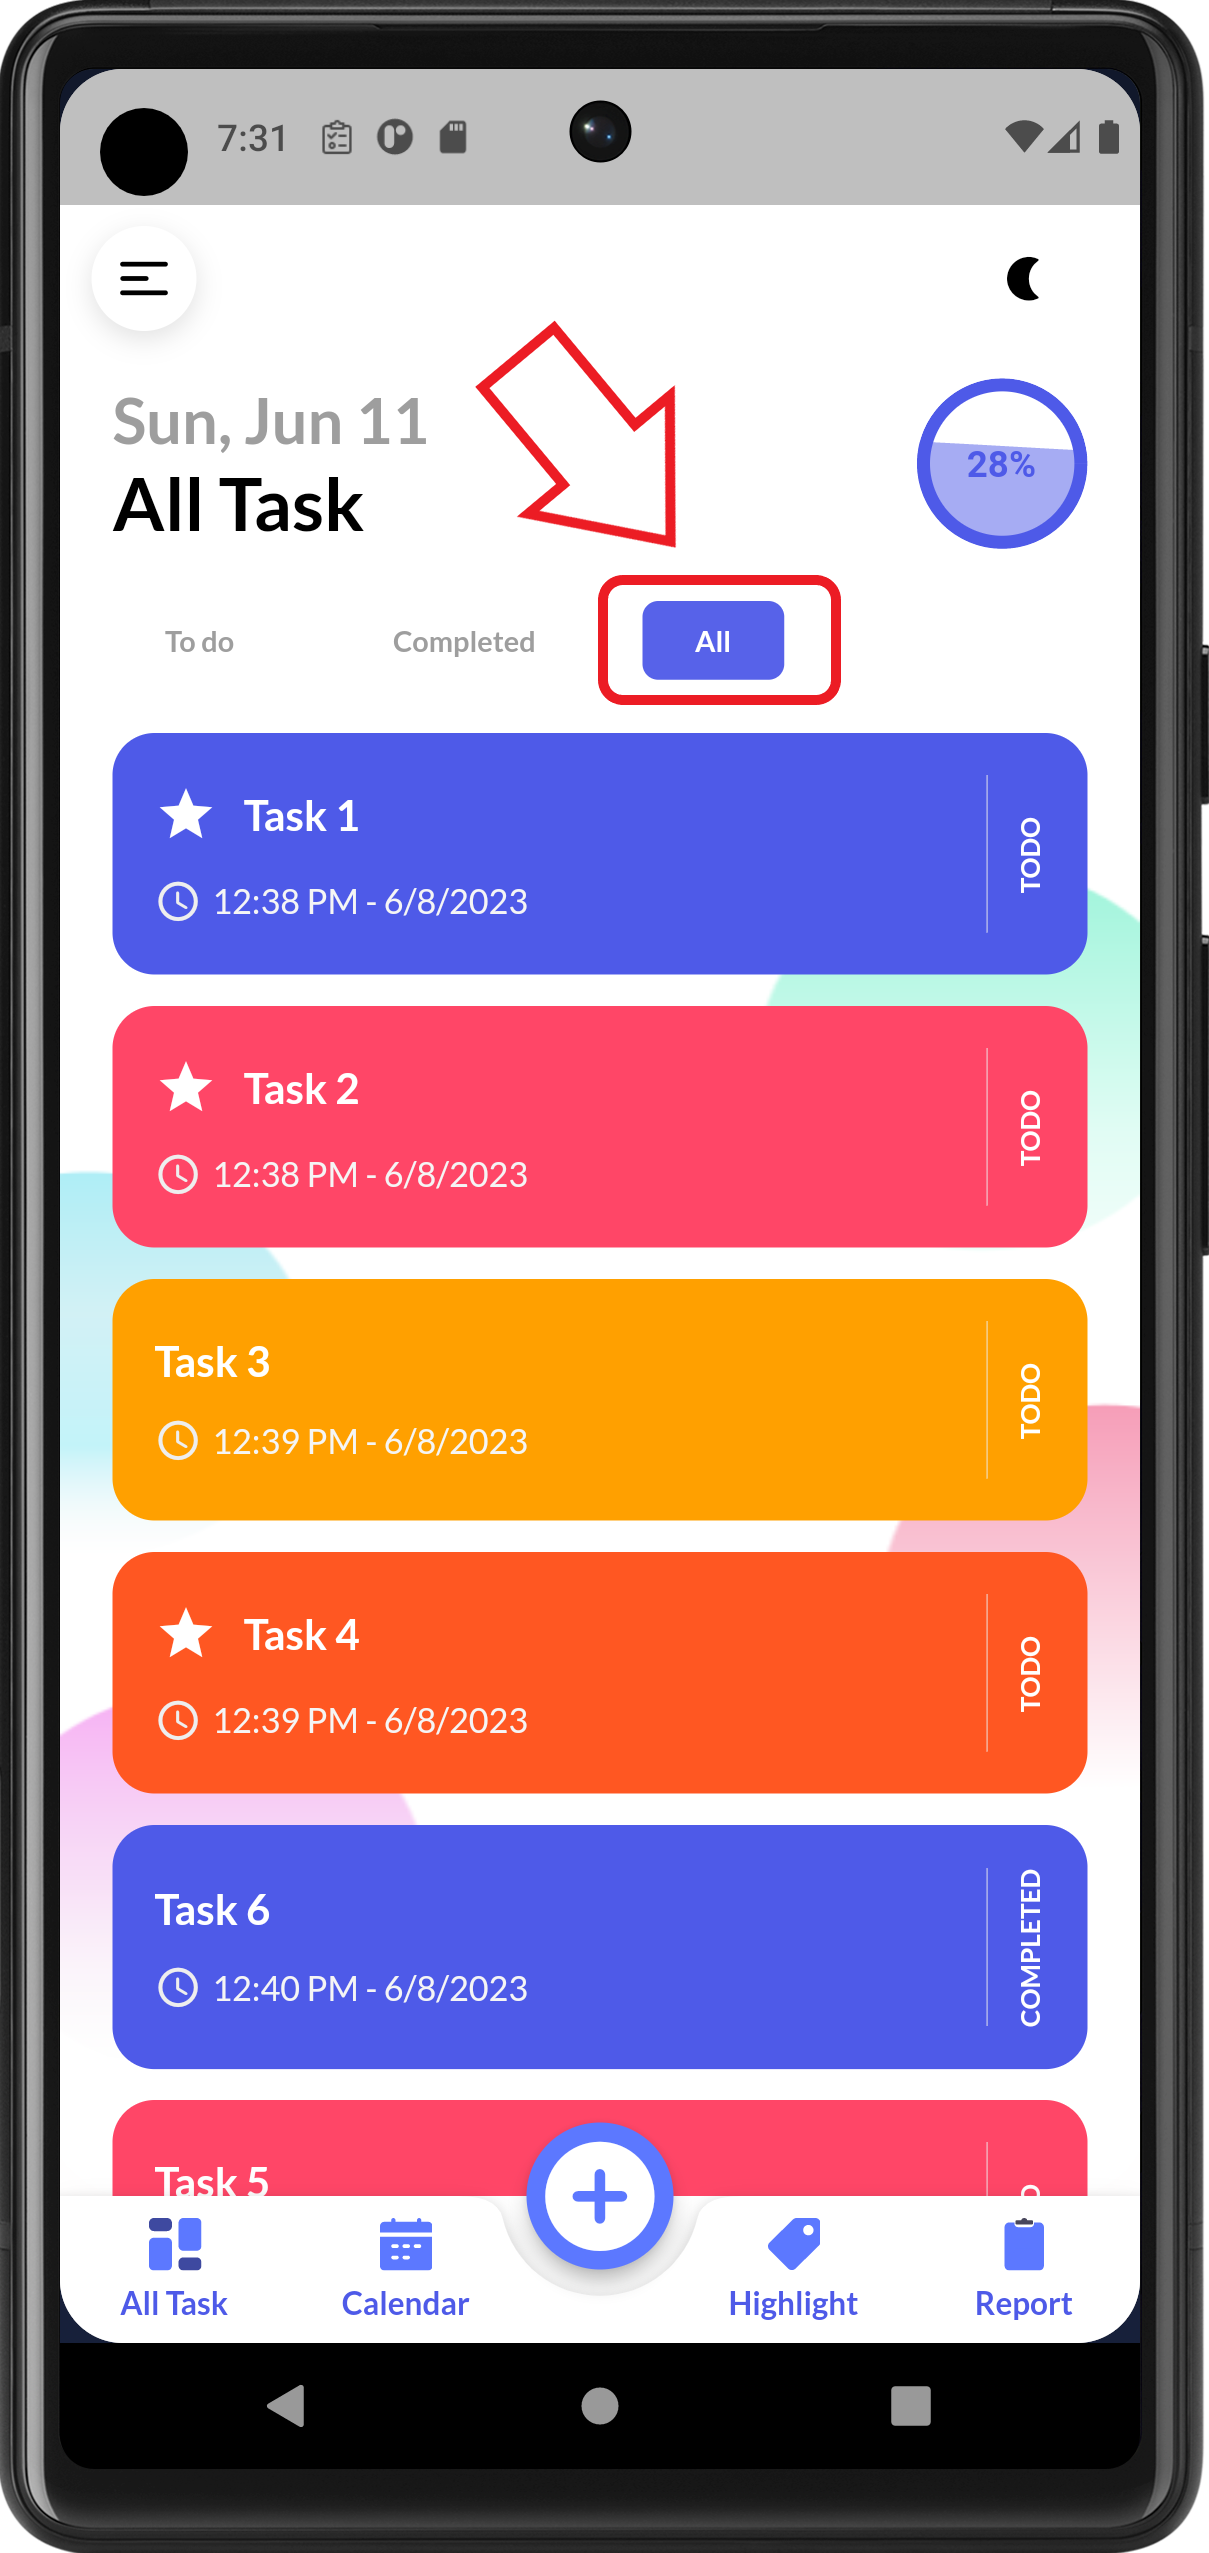 7:31
Sun, Jun 11
All Task
28%
To do Completed All
Task 1
12:38 PM - 6/8/2023
TODO
Task 2
12:38 PM - 6/8/2023
TODO
Task 3
12:39 PM - 6/8/2023
TODO
Task 4
12:39 PM - 6/8/2023
TODO
Task 6
12:40 PM - 6/8/2023
COMPLETED
Task 5
All Task Calendar Highlight Report